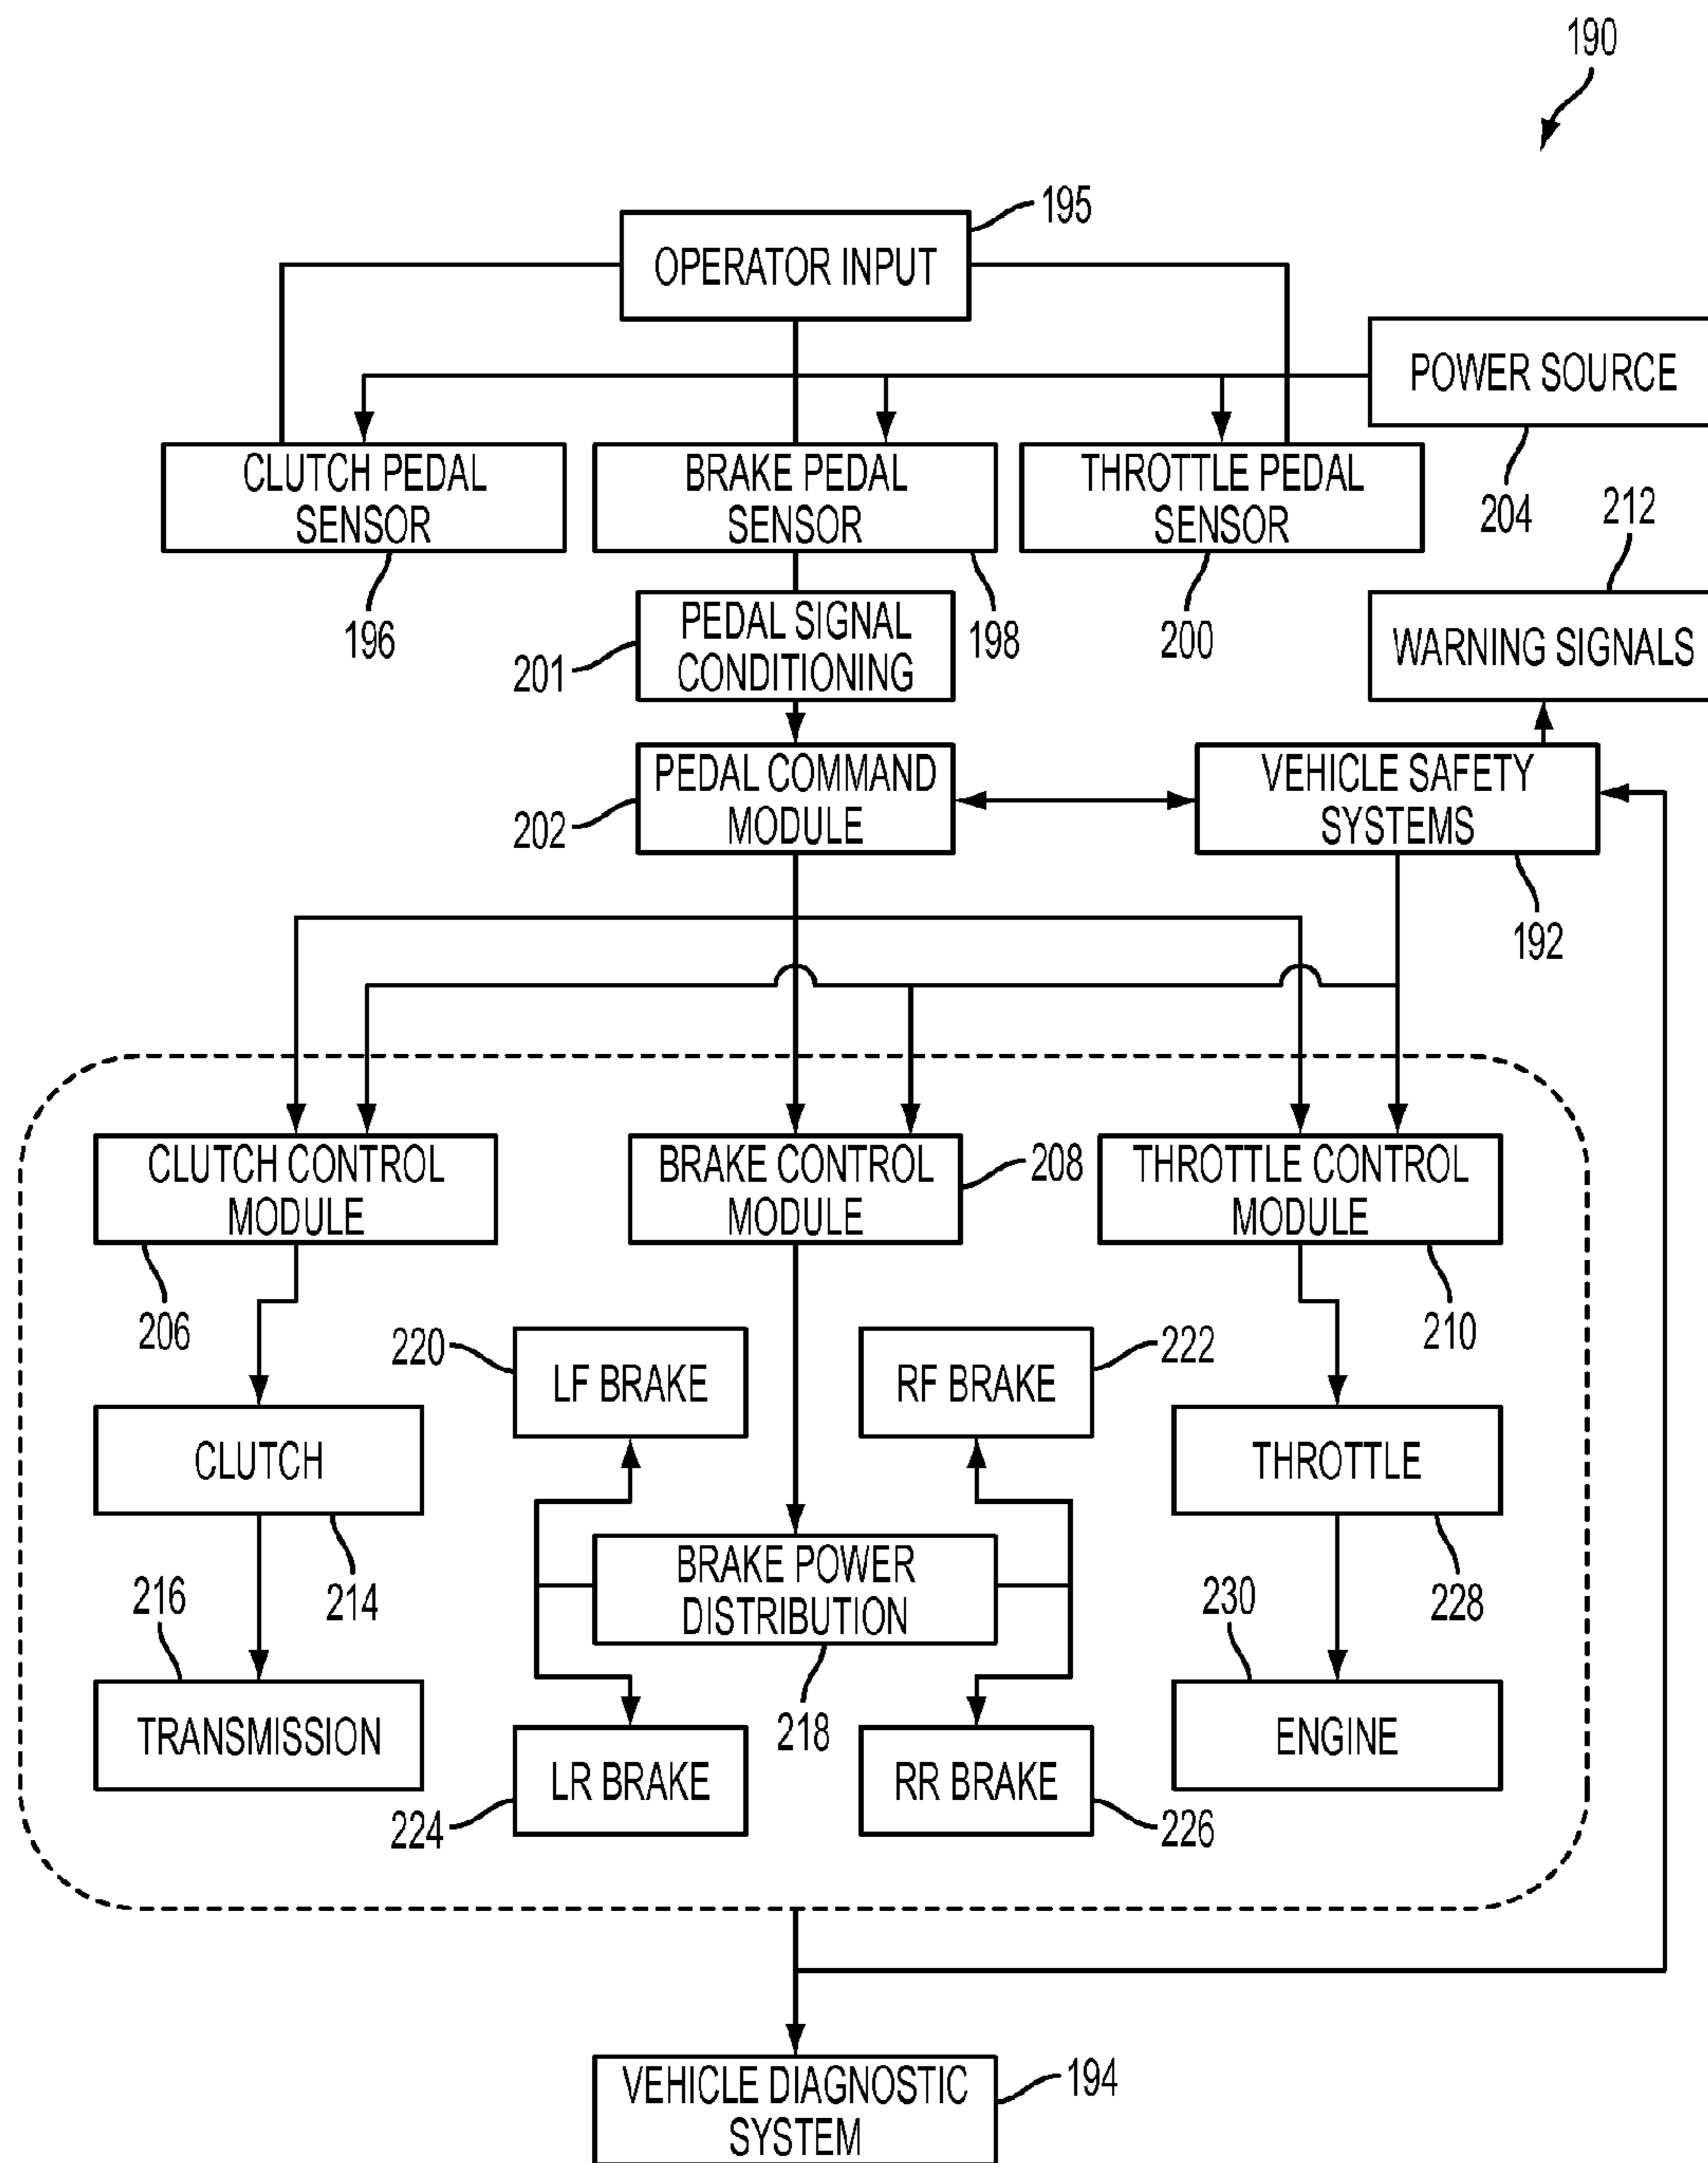 190
195
OPERATOR INPUT
POWER SOURCE
204
CLUTCH PEDAL
SENSOR
196
BRAKE PEDAL
SENSOR
198
THROTTLE PEDAL
SENSOR
200
212
WARNING SIGNALS
PEDAL SIGNAL
CONDITIONING
201
PEDAL COMMAND
MODULE
202
VEHICLE SAFETY
SYSTEMS
192
CLUTCH CONTROL
MODULE
206
BRAKE CONTROL
MODULE
208
THROTTLE CONTROL
MODULE
210
220
LF BRAKE
RF BRAKE
222
CLUTCH
214
THROTTLE
228
BRAKE POWER
DISTRIBUTION
218
216
TRANSMISSION
230
ENGINE
LR BRAKE
224
RR BRAKE
226
VEHICLE DIAGNOSTIC
SYSTEM
194